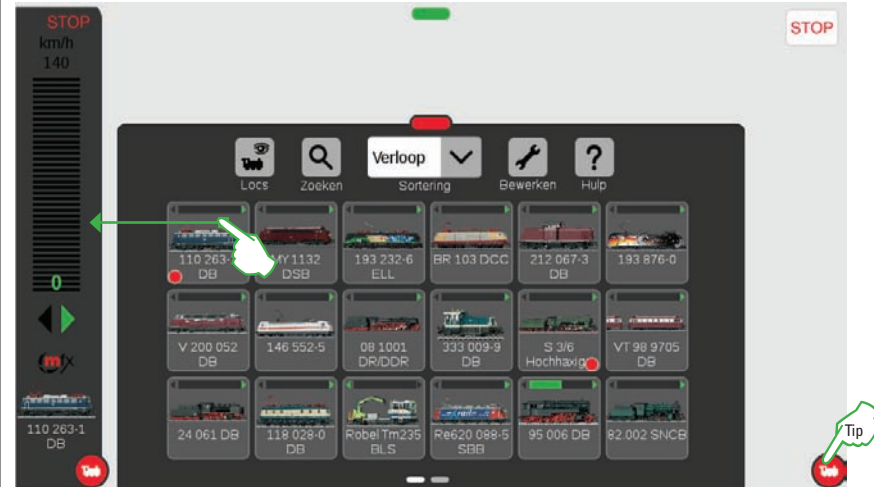 STOP
km/h
140
0
mfx
110 263-1
DB
STOP
Verloop
Locs
Zoeken
Sortering
Bewerken
Hulp
?
110 263-
DB
MY 1132
DSB
193 232-6
ELL
BR 103 DCC
212 067-3
DB
193 876-0
V 200 052
DB
146 552-5
08 1001
DR/DDR
333 009-9
DB
S 3/6
Hochhaxig
VT 98 9705
DB
24 061 DB
118 028-0
DB
Robel Tm235
BLS
Re620 088-5
SBB
95 006 DB
82.002 SNCB
Tip